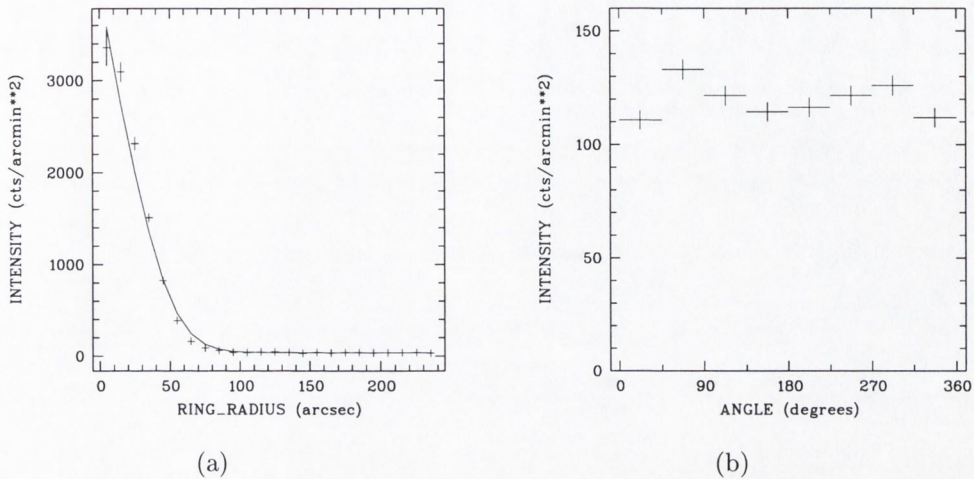 INTENSITY (cts/arcmin**2)
3000
2000
1000
0
0 50 100 150 200
RING_RADIUS (arcsec)
(a)
INTENSITY (cts/arcmin**2)
150
100
50
0
0 90 180 270 360
ANGLE (degrees)
(b)